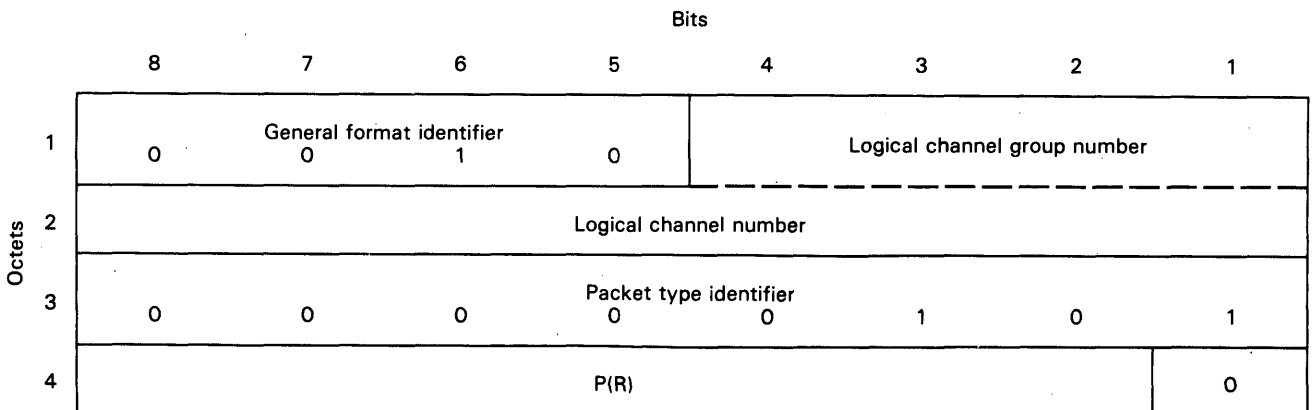 Bits
8 7 6 5 4 3 2 1
Octets
1 General format identifier Logical channel group number
0 0 1 0
2 Logical channel number
3 Packet type identifier
0 0 0 0 0 1 0 1
4 P(R) 0